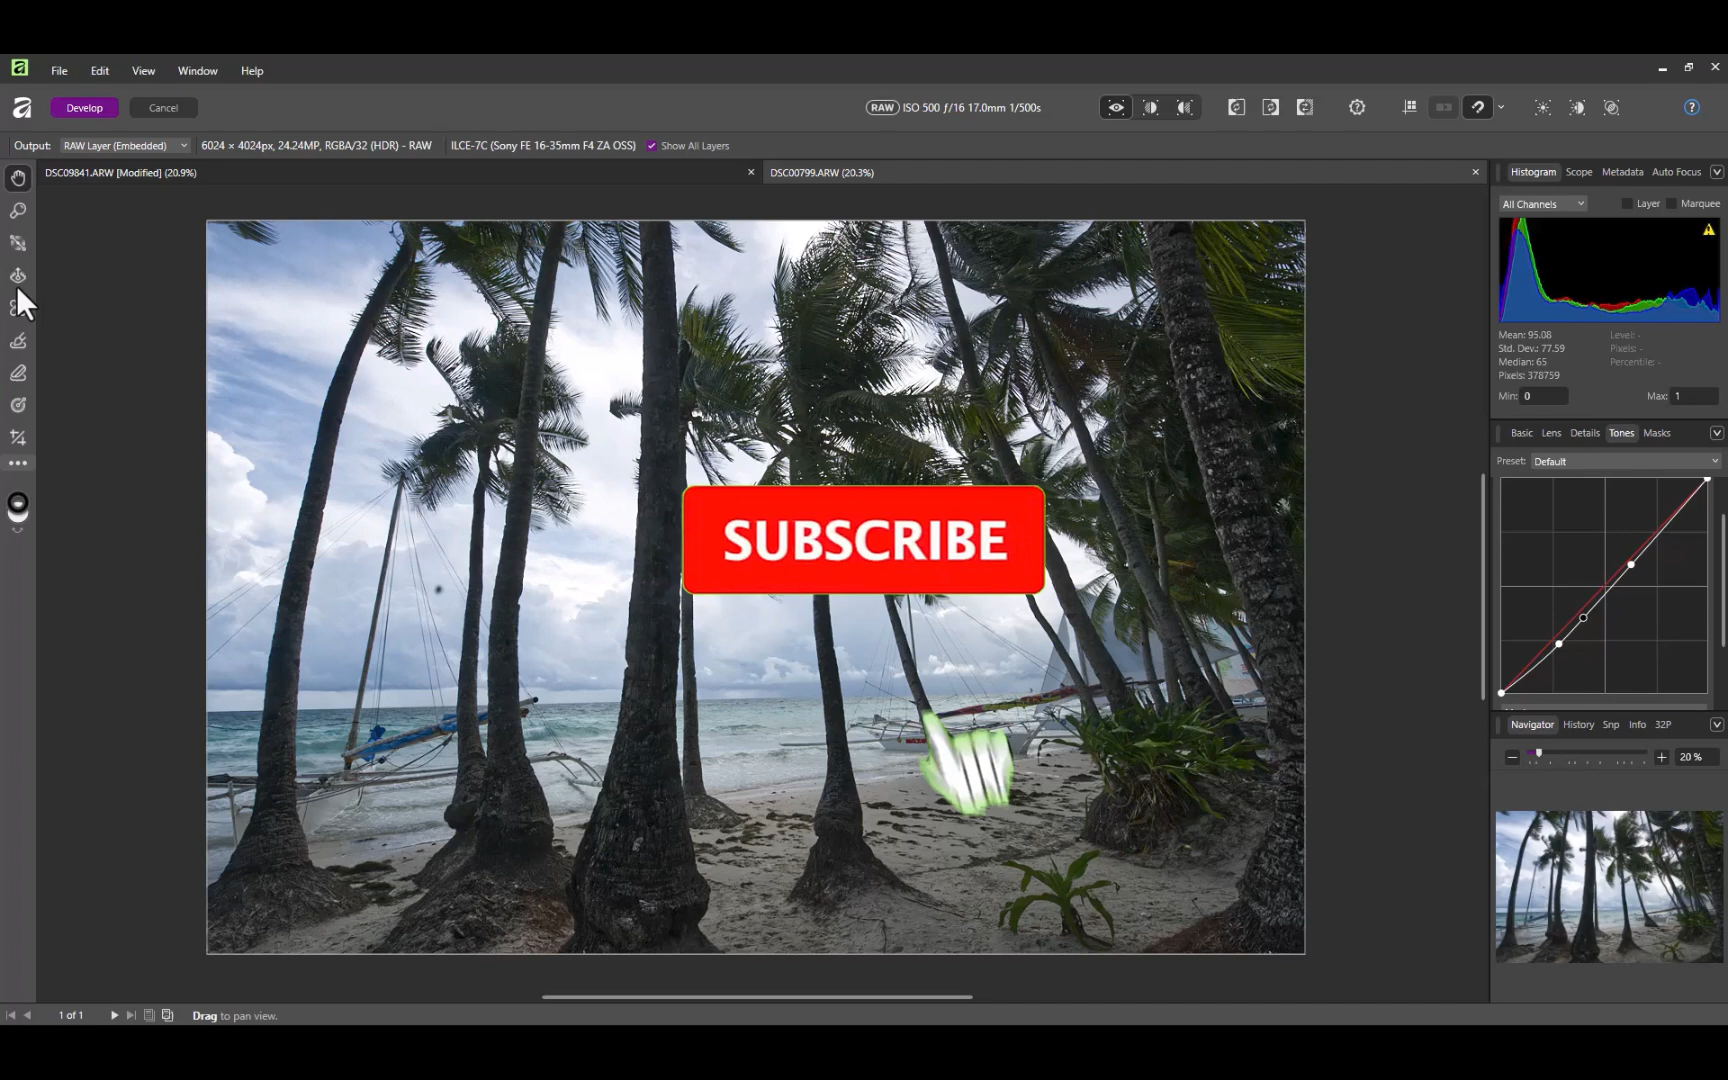 File Edit View Window Help
Develop Cancel RAW ISO 500 ƒ/16 17.0mm 1/500s
Output: RAW Layer (Embedded) 6024 × 4024px, 24.24MP, RGBA/32 (HDR) - RAW ILCE-7C (Sony FE 16-35mm F4 ZA OSS) Show All Layers
DSC09841.ARW [Modified] (20.9%) DSC00799.ARW (20.3%)
Histogram Scope Metadata Auto Focus
All Channels Layer Marquee
Mean: 95.08 Level: -
Std. Dev.: 77.59 Pixels: -
Median: 65 Percentile: -
Pixels: 378759
Min: 0 Max: 1
Basic Lens Details Tones Masks
Preset: Default
SUBSCRIBE
Navigator History Snp Info 32P
20 %
1 of 1 Drag to pan view.